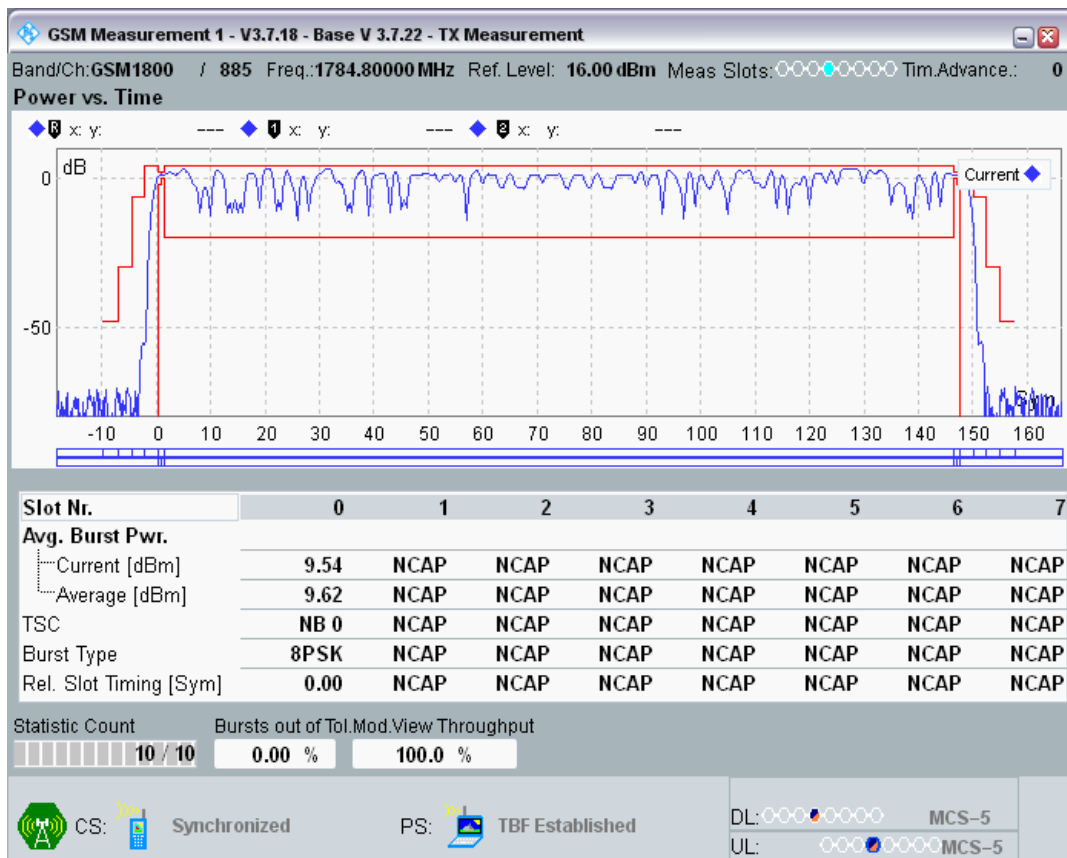 GSM Measurement 1 - V3.7.18 - Base V 3.7.22 - TX Measurement
Band/Ch:GSM1800 / 885 Freq.:1784.80000 MHz Ref. Level: 16.00 dBm Meas Slots: Tim.Advance.: 0
Power vs. Time
R x: y: --- 1 x: y: --- 2 x: y: ---
dB
Current
0
-50
Sym
-10 0 10 20 30 40 50 60 70 80 90 100 110 120 130 140 150 160
Slot Nr. 0 1 2 3 4 5 6 7
Avg. Burst Pwr.
Current [dBm] 9.54 NCAP NCAP NCAP NCAP NCAP NCAP NCAP
Average [dBm] 9.62 NCAP NCAP NCAP NCAP NCAP NCAP NCAP
TSC NB 0 NCAP NCAP NCAP NCAP NCAP NCAP NCAP
Burst Type 8PSK NCAP NCAP NCAP NCAP NCAP NCAP NCAP
Rel. Slot Timing [Sym] 0.00 NCAP NCAP NCAP NCAP NCAP NCAP NCAP
Statistic Count Bursts out of Tol.Mod.View Throughput
10 / 10 0.00 % 100.0 %
CS: Synchronized PS: TBF Established DL: MCS-5
UL: MCS-5